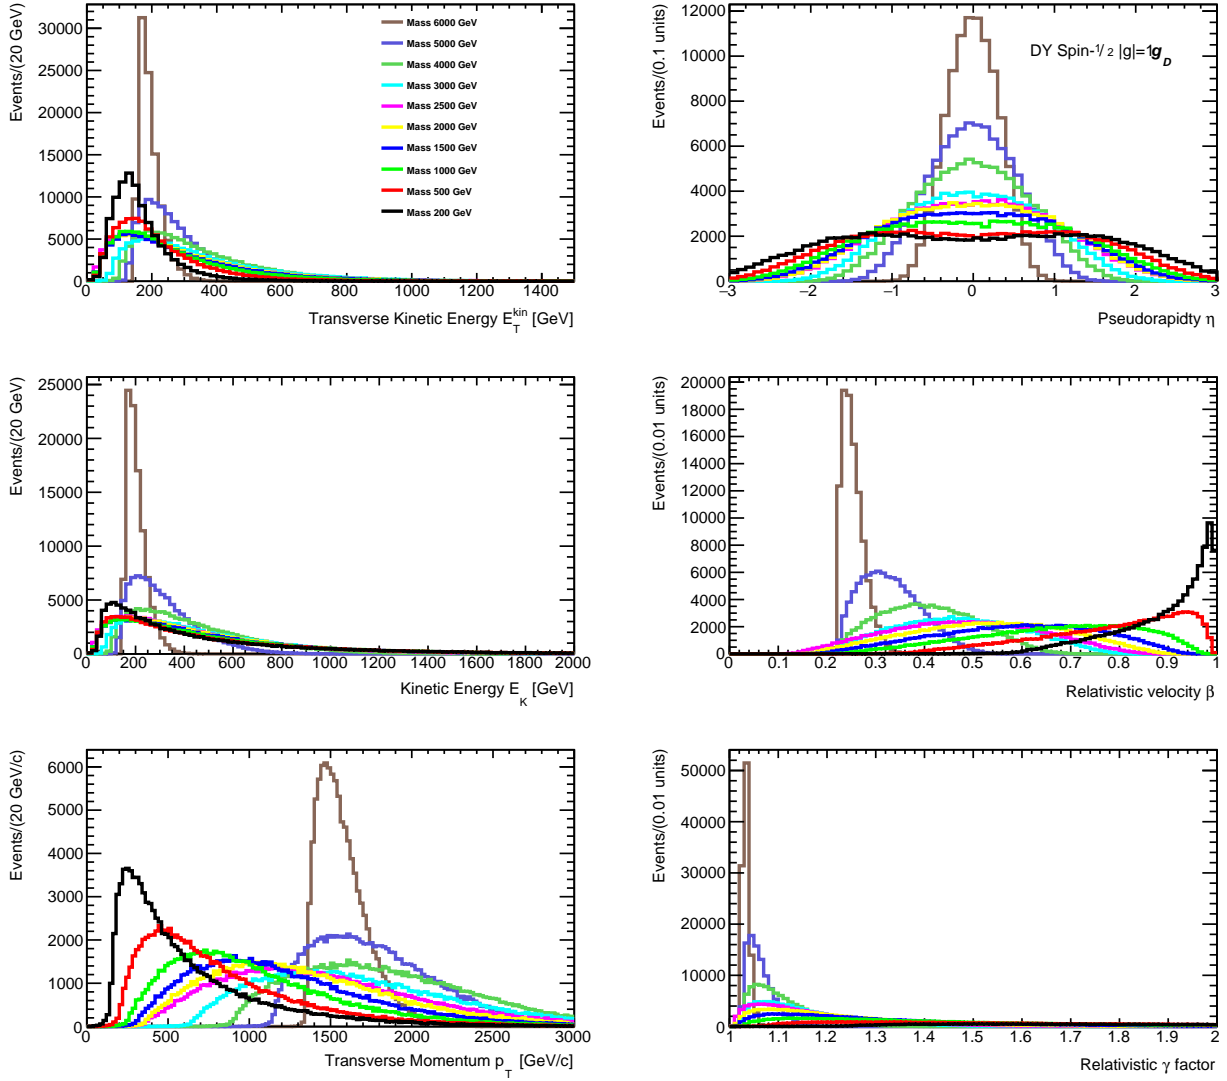 Events/(20 GeV)
30000
25000
20000
15000
10000
5000
0
0 200 400 600 800 1000 1200 1400
Transverse Kinetic Energy E_T^kin [GeV]
Mass 6000 GeV
Mass 5000 GeV
Mass 4000 GeV
Mass 3000 GeV
Mass 2500 GeV
Mass 2000 GeV
Mass 1500 GeV
Mass 1000 GeV
Mass 500 GeV
Mass 200 GeV
Events/(0.1 units)
12000
10000
8000
6000
4000
2000
0
−3 −2 −1 0 1 2 3
Pseudorapidty η
DY Spin-1/2 |g|=1g_D
Events/(20 GeV)
25000
20000
15000
10000
5000
0
0 200 400 600 800 1000 1200 1400 1600 1800 2000
Kinetic Energy E_K [GeV]
Events/(0.01 units)
20000
18000
16000
14000
12000
10000
8000
6000
4000
2000
0
0 0.1 0.2 0.3 0.4 0.5 0.6 0.7 0.8 0.9 1
Relativistic velocity β
Events/(20 GeV/c)
6000
5000
4000
3000
2000
1000
0
0 500 1000 1500 2000 2500 3000
Transverse Momentum p_T [GeV/c]
Events/(0.01 units)
50000
40000
30000
20000
10000
0
1 1.1 1.2 1.3 1.4 1.5 1.6 1.7 1.8 1.9 2
Relativistic γ factor